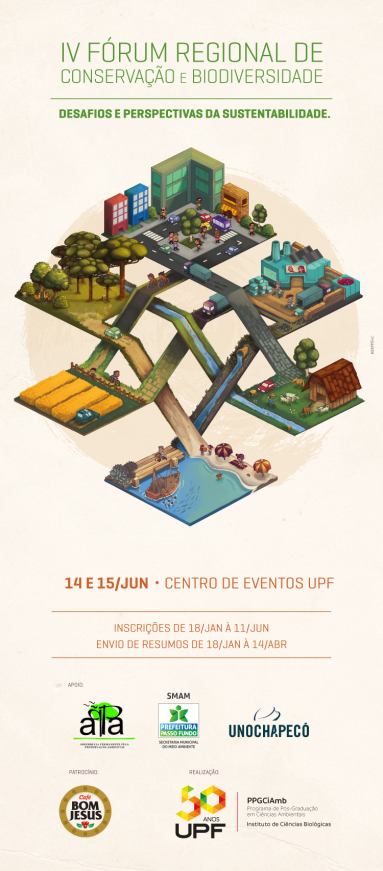 IV FÓRUM REGIONAL DE
CONSERVAÇÃO E BIODIVERSIDADE
DESAFIOS E PERSPECTIVAS DA SUSTENTABILIDADE.
14 E 15/JUN • CENTRO DE EVENTOS UPF
INSCRIÇÕES DE 18/JAN À 11/JUN
ENVIO DE RESUMOS DE 18/JAN À 14/ABR
APOIO:
SMAM
PREFEITURA
PASSO FUNDO
SECRETARIA MUNICIPAL
DO MEIO AMBIENTE
UNOCHAPECÓ
PATROCÍNIO:
Café
BOM
JESUS
REALIZAÇÃO:
50
ANOS
UPF
PPGCiAmb
Programa de Pós-Graduação
em Ciências Ambientais
Instituto de Ciências Biológicas